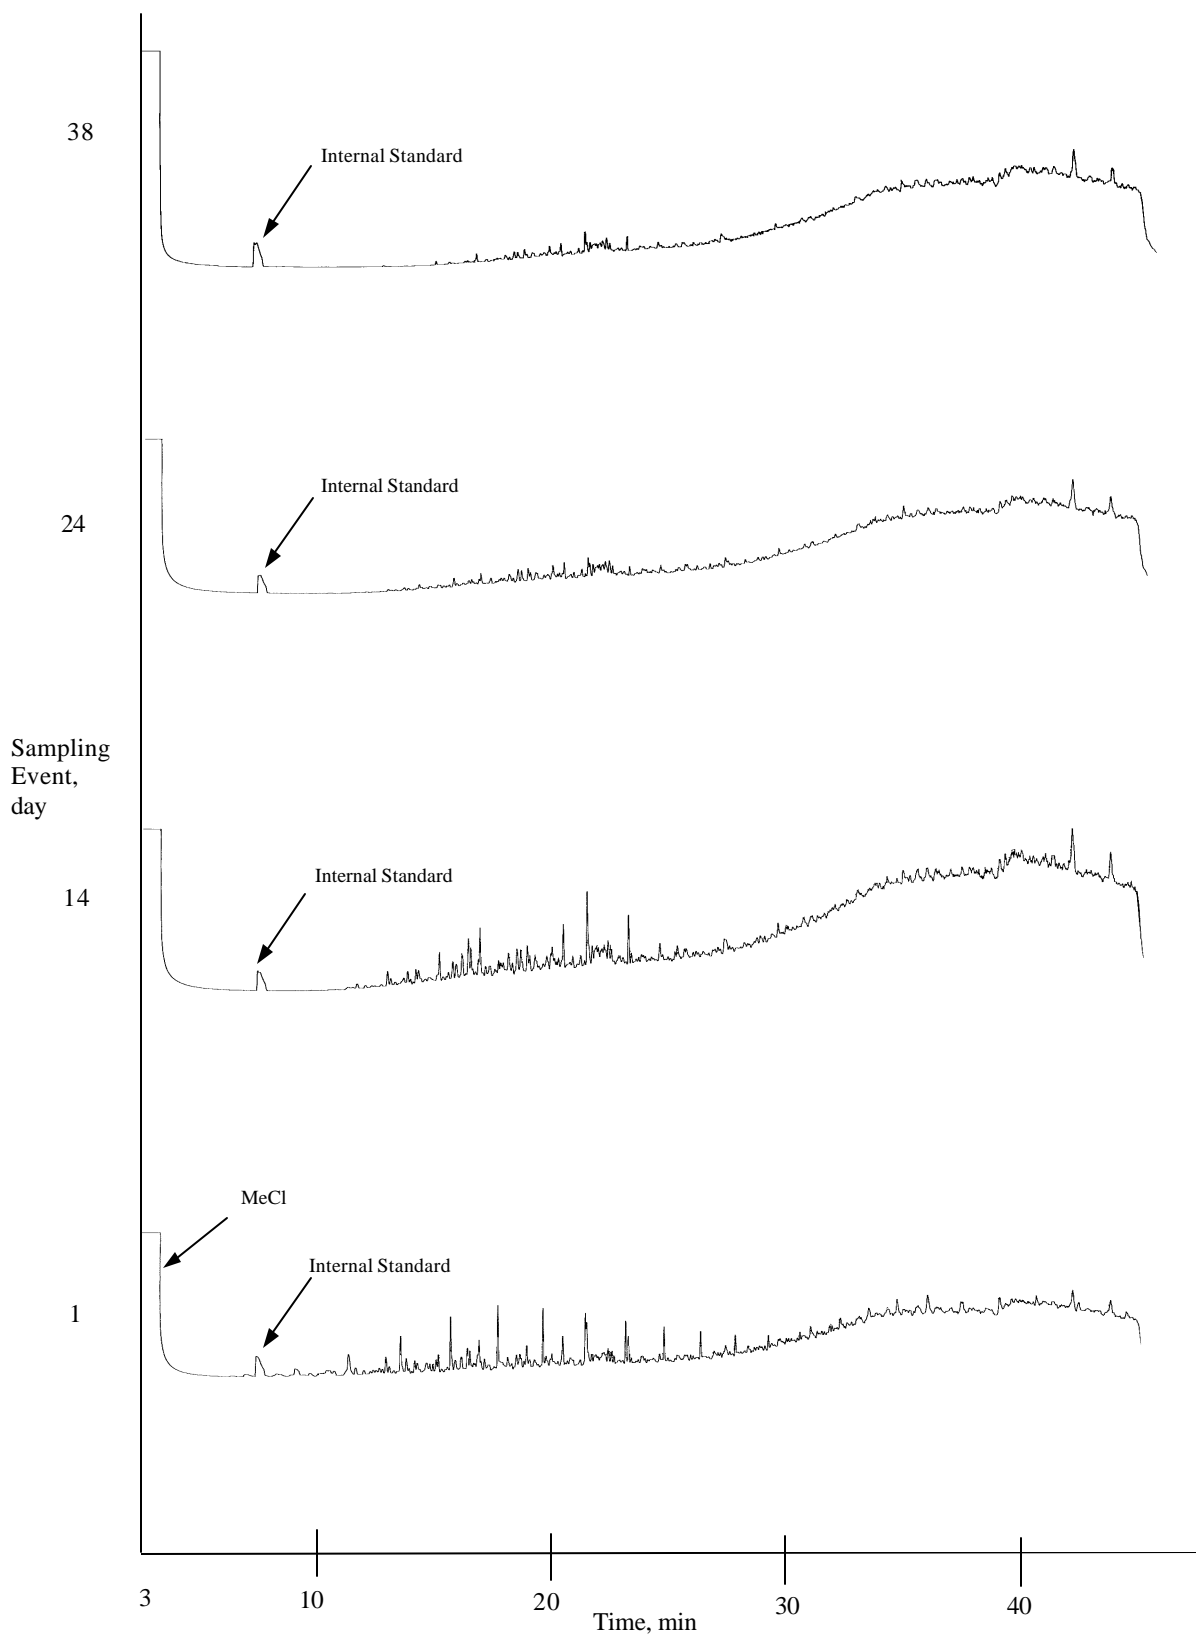 38
Internal Standard
Internal Standard
24
Sampling
Event,
day
Internal Standard
14
MeCl
Internal Standard
1
3
10
20
30
40
Time, min